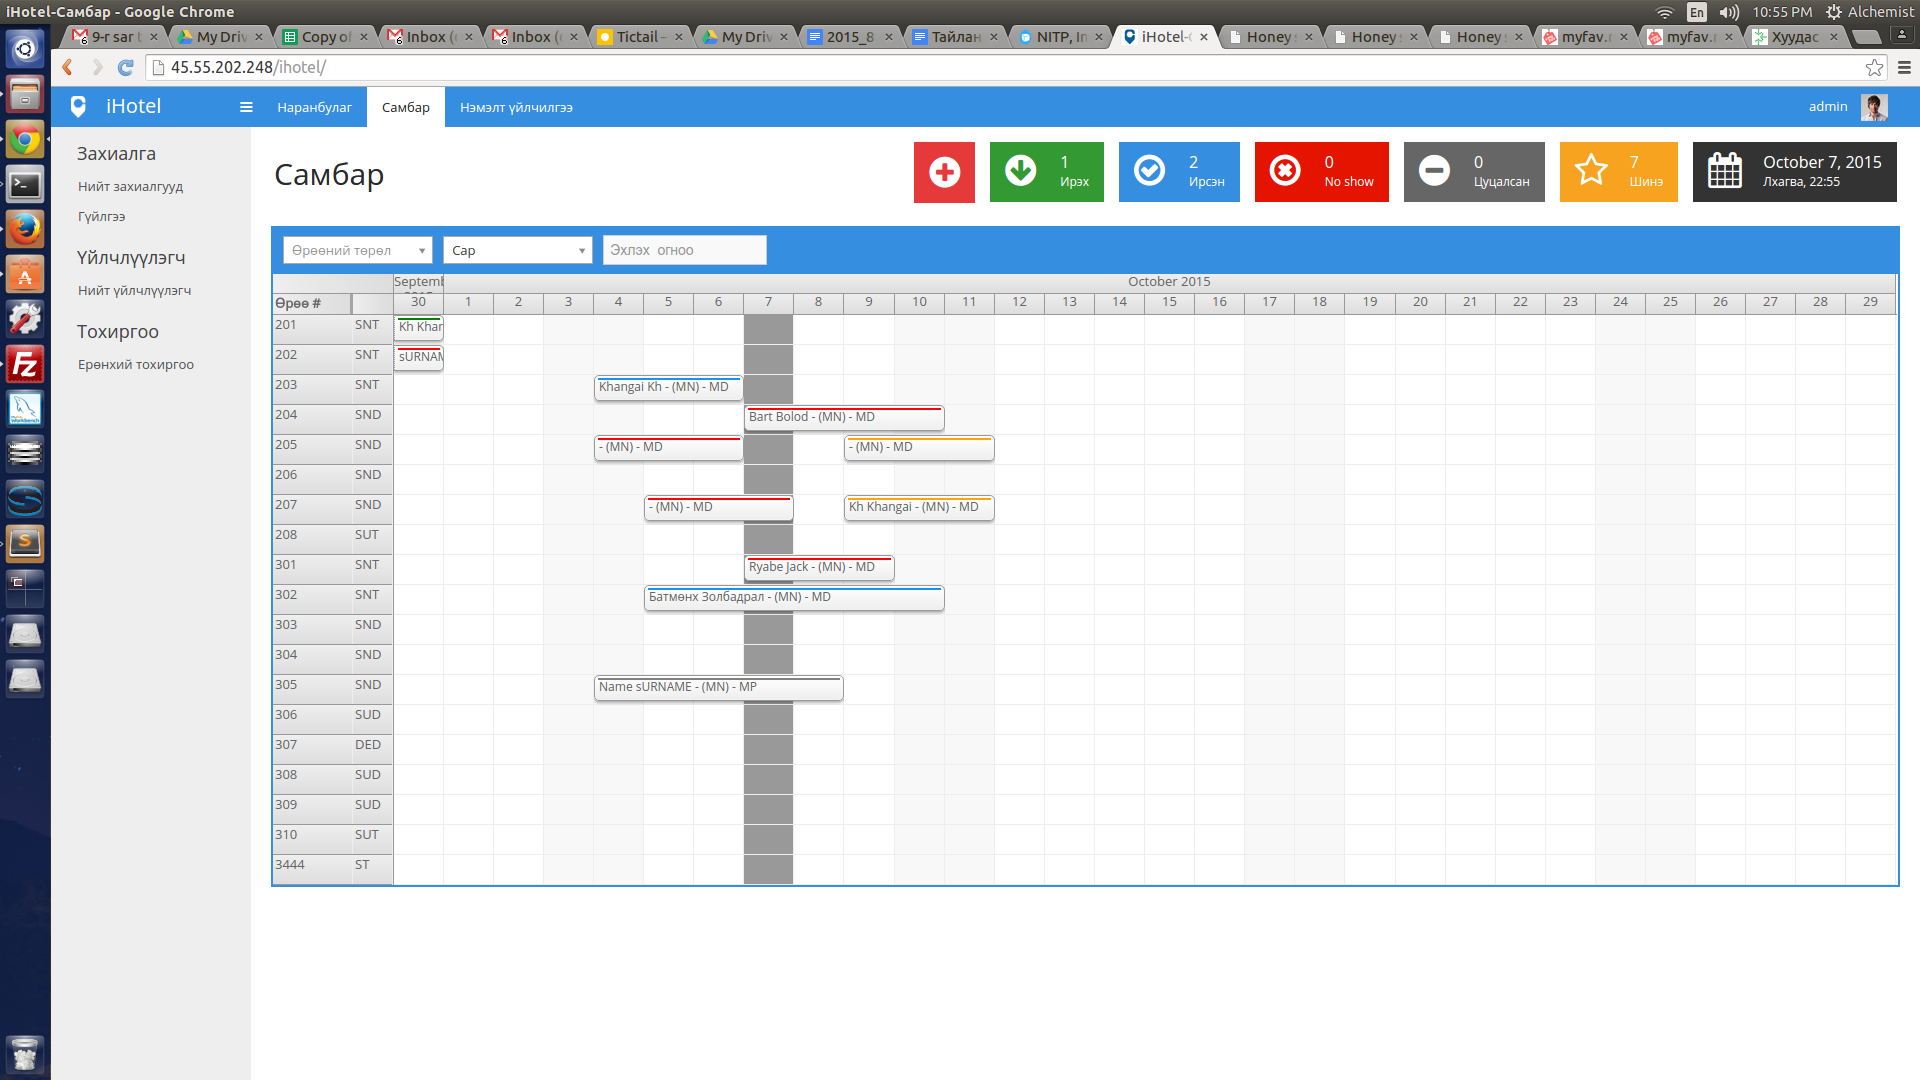 iHotel-Самбар - Google Chrome
En 10:55 PM Alchemist
9-r sar t My Driv Copy of Inbox ( Inbox ( Tictail – My Driv 2015_8 Тайлан NITP, In iHotel- Honey s Honey s Honey s myfav.r myfav.r Хуудас
45.55.202.248/ihotel/
iHotel Наранбулаг Самбар Нэмэлт үйлчилгээ admin
Захиалга
Нийт захиалгууд
Гүйлгээ
Үйлчлүүлэгч
Нийт үйлчлүүлэгч
Тохиргоо
Ерөнхий тохиргоо
Самбар
1 Ирэх
2 Ирсэн
0 No show
0 Цуцалсан
7 Шинэ
October 7, 2015
Лхагва, 22:55
Өрөөний төрөл Сар Эхлэх огноо
Septemb October 2015
Өрөө # 30 1 2 3 4 5 6 7 8 9 10 11 12 13 14 15 16 17 18 19 20 21 22 23 24 25 26 27 28 29
201 SNT Kh Khan
202 SNT sURNAM
203 SNT Khangai Kh - (MN) - MD
204 SND Bart Bolod - (MN) - MD
205 SND - (MN) - MD - (MN) - MD
206 SND
207 SND - (MN) - MD Kh Khangai - (MN) - MD
208 SUT
301 SNT Ryabe Jack - (MN) - MD
302 SNT Батмөнх Золбадрал - (MN) - MD
303 SND
304 SND
305 SND Name sURNAME - (MN) - MP
306 SUD
307 DED
308 SUD
309 SUD
310 SUT
3444 ST